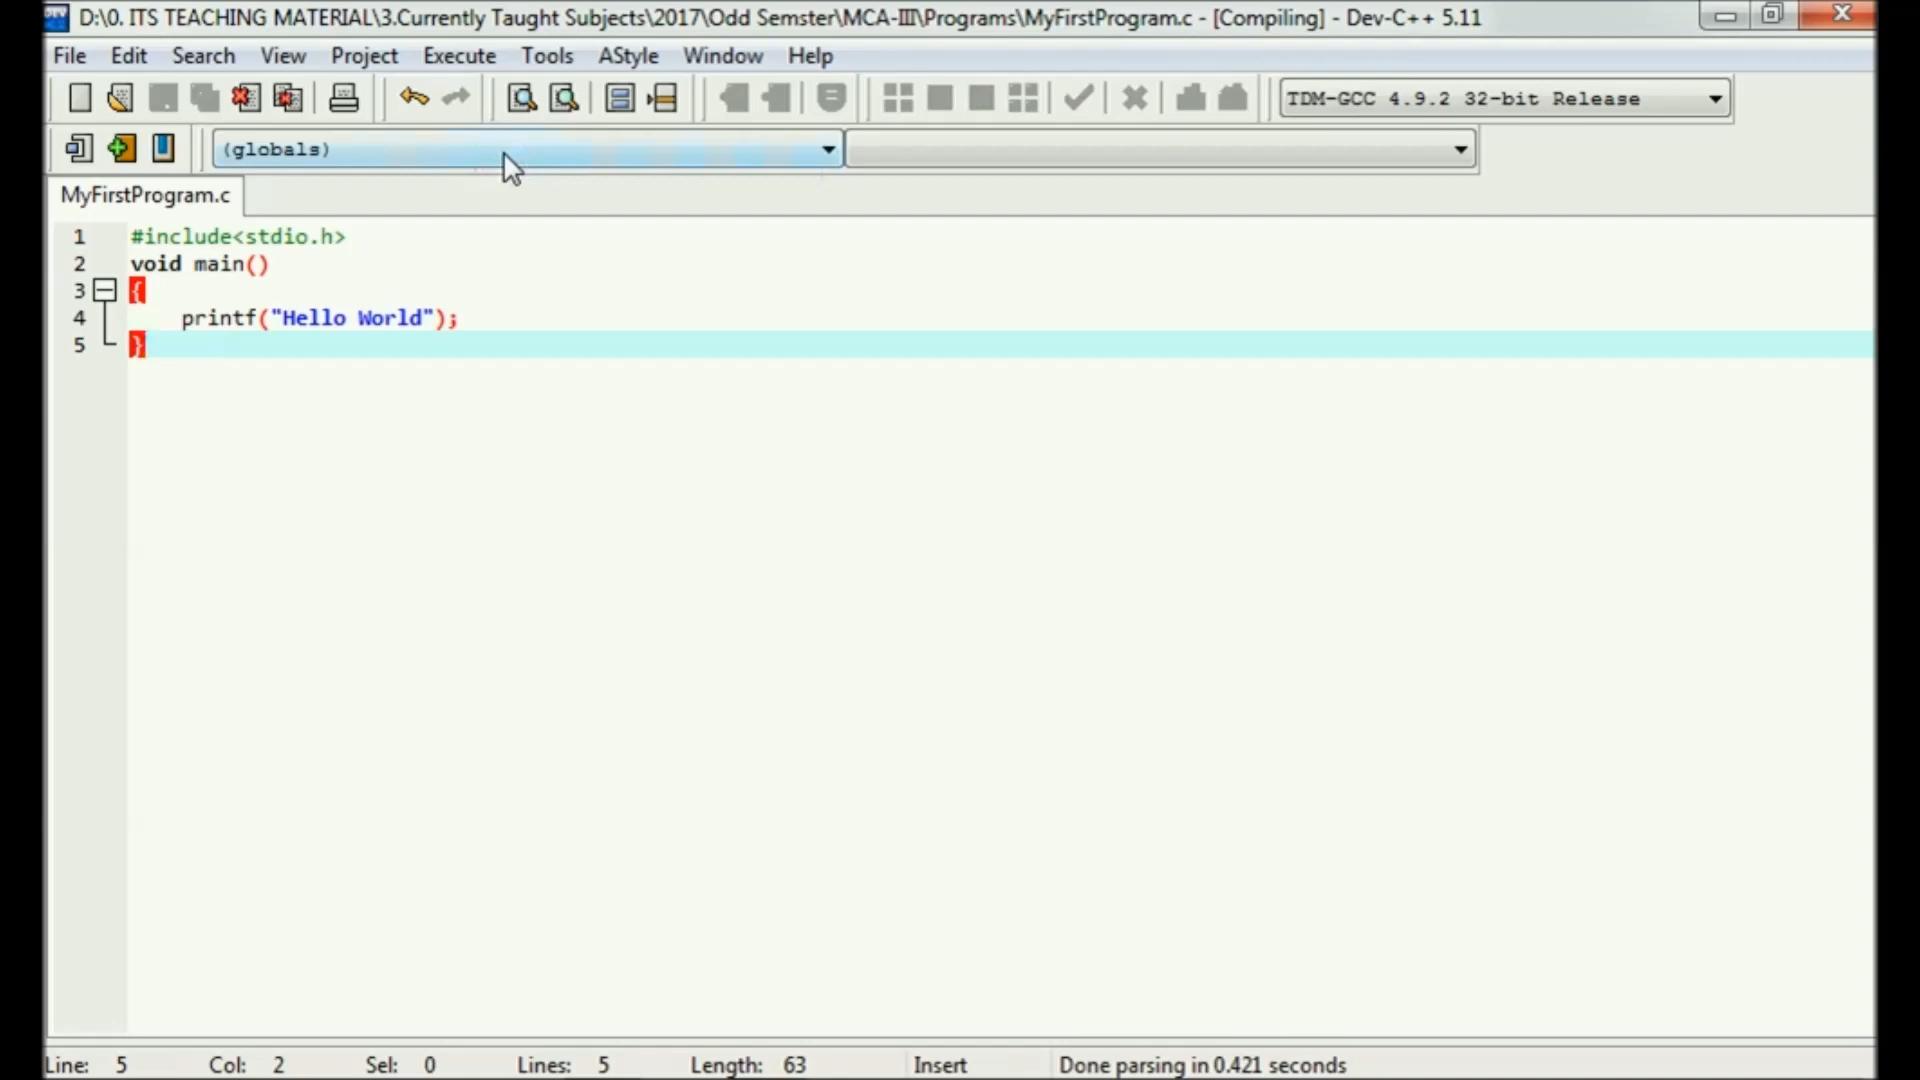 D:\0. ITS TEACHING MATERIAL\3.Currently Taught Subjects\2017\Odd Semster\MCA-III\Programs\MyFirstProgram.c - [Compiling] - Dev-C++ 5.11
File Edit Search View Project Execute Tools AStyle Window Help
TDM-GCC 4.9.2 32-bit Release
(globals)
MyFirstProgram.c
1 #include<stdio.h>
2 void main()
3 {
4 printf("Hello World");
5 }
Line: 5 Col: 2 Sel: 0 Lines: 5 Length: 63 Insert Done parsing in 0.421 seconds